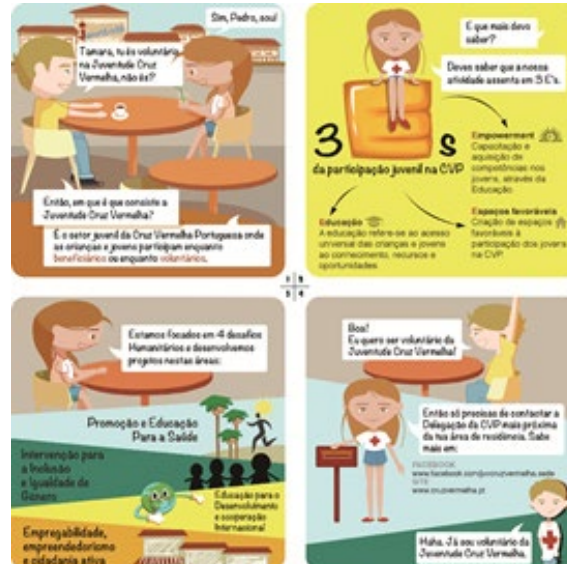 Sim, Pedro, sou!
Tamara, tu és voluntária
na Juventude Cruz
Vermelha, não és?
Então, em que é que consiste a
Juventude Cruz Vermelha?
É o setor juvenil da Cruz Vermelha Portuguesa onde
as crianças e jovens participam enquanto
beneficiários ou enquanto voluntários.
E que mais devo
saber?
Deves saber que a nossa
atividade assenta em 3 E's.
3 s
da participação juvenil na CVP
Empowerment
Capacitação e
aquisição de
competências nos
jovens, através da
Educação.
Educação
A educação refere-se ao acesso
universal das crianças e jovens
ao conhecimento, recursos e
oportunidades.
Espaços favoráveis
Criação de espaços
favoráveis à
participação dos jovens
na CVP.
Estamos focados em 4 desafios
Humanitários e desenvolvemos
projetos nestas áreas:
Promoção e Educação
Para a Saúde
Intervenção para
a Inclusão
e Igualdade de
Género
Educação para o
Desenvolvimento
e cooperação
Internacional
Empregabilidade,
empreendedorismo
e cidadania ativa
Boa!
Eu quero ser voluntário da
Juventude Cruz Vermelha!
Então só precisas de contactar a
Delegação da CVP mais próxima
da tua área de residência. Sabe
mais em:
FACEBOOK
SITE
www.cruzvermelha.pt
Haha. Já sou voluntário da
Juventude Cruz Vermelha.